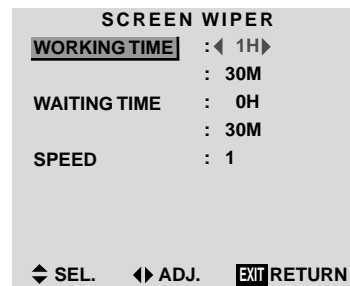 SCREEN WIPER
WORKING TIME : ◀ 1H▶
: 30M
WAITING TIME : 0H
: 30M
SPEED : 1
▲▼ SEL. ◀▶ ADJ. EXIT RETURN